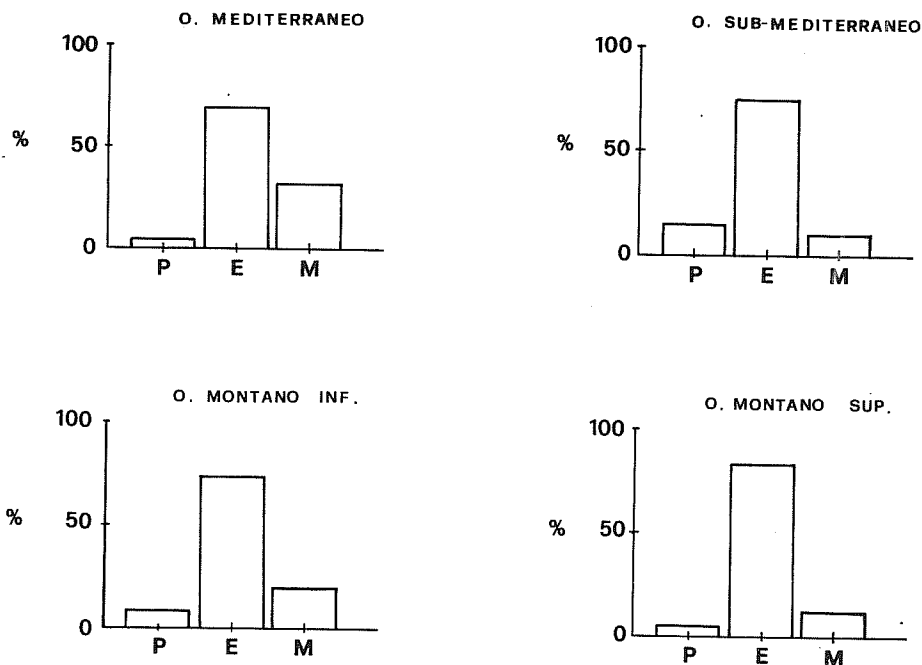 O. MEDITERRANEO
100
%
50
0
P E M
O. SUB-MEDITERRANEO
100
%
50
0
P E M
O. MONTANO INF.
100
%
50
0
P E M
O. MONTANO SUP.
100
%
50
0
P E M